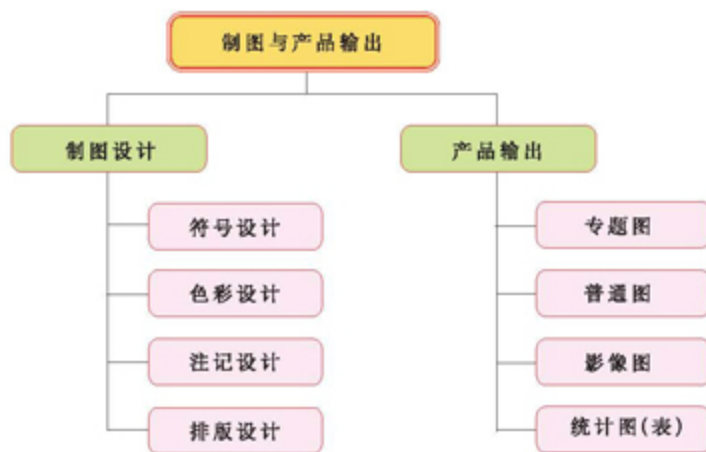 制图与产品输出
制图设计
产品输出
符号设计
专题图
色彩设计
普通图
注记设计
影像图
排版设计
统计图(表)